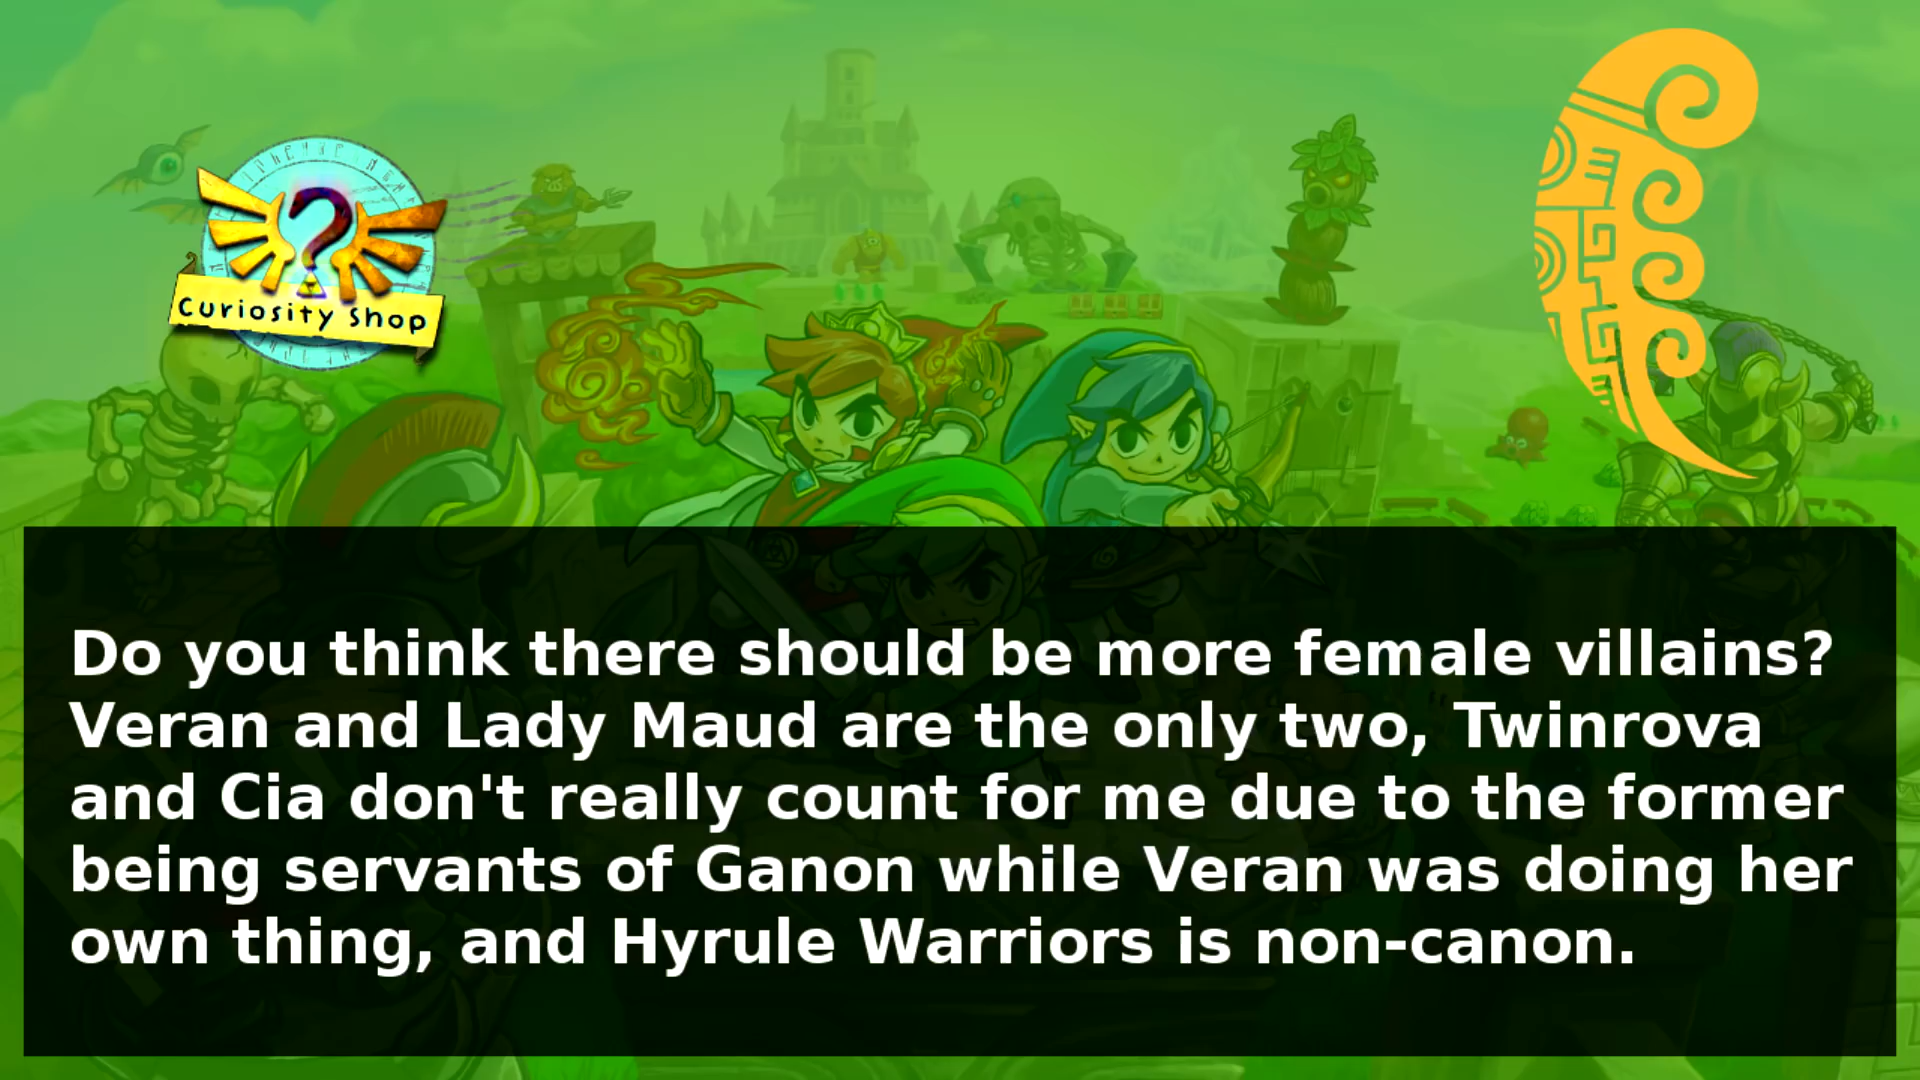 Curiosity Shop
Do you think there should be more female villains?
Veran and Lady Maud are the only two, Twinrova
and Cia don't really count for me due to the former
being servants of Ganon while Veran was doing her
own thing, and Hyrule Warriors is non-canon.